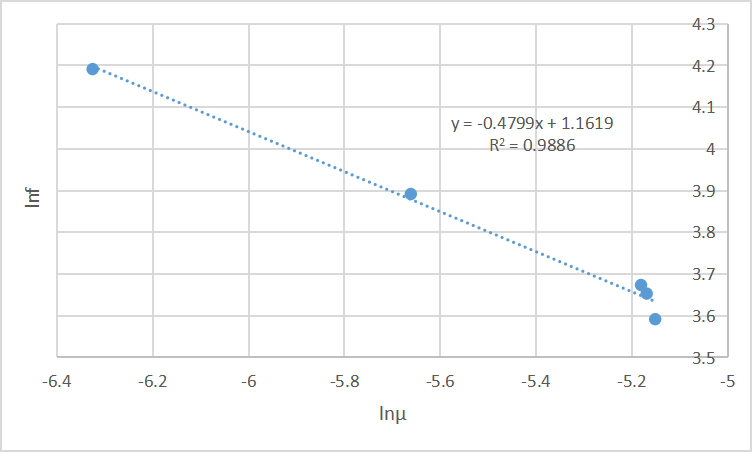 4.3
4.2
4.1
y = -0.4799x + 1.1619
R² = 0.9886
4
3.9
lnf
3.8
3.7
3.6
3.5
-6.4 -6.2 -6 -5.8 -5.6 -5.4 -5.2 -5
lnμ